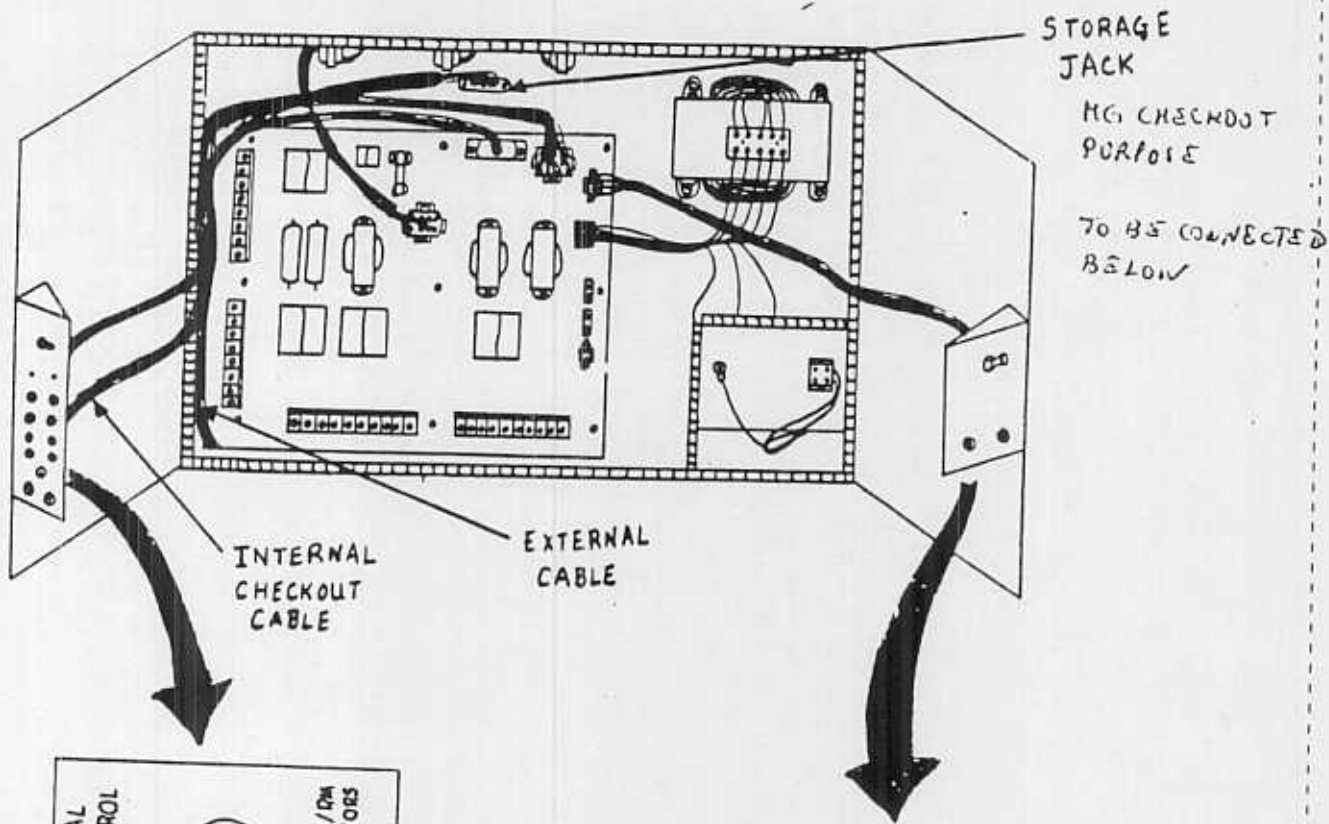 STORAGE
JACK
MG CHECKOUT
PURPOSE
TO BE CONNECTED
BELOW
INTERNAL
CHECKOUT
CABLE
EXTERNAL
CABLE